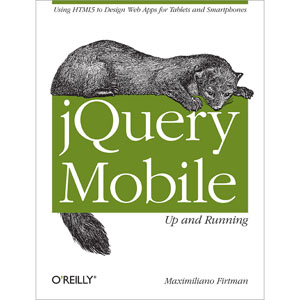 Using HTML5 to Design Web Apps for Tablets and Smartphones
jQuery
Mobile
Up and Running
O'REILLY®
Maximiliano Firtman